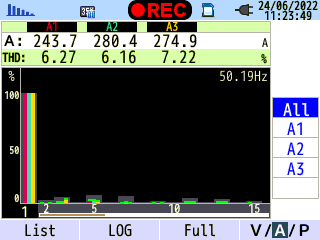 REC 24/06/2022
11:23:49
A1 A2 A3
A: 243.7 280.4 274.9 A
THD: 6.27 6.16 7.22 %
% 50.19Hz
100
50
0
1 2 5 10 15
All
A1
A2
A3
List LOG Full V/A/P